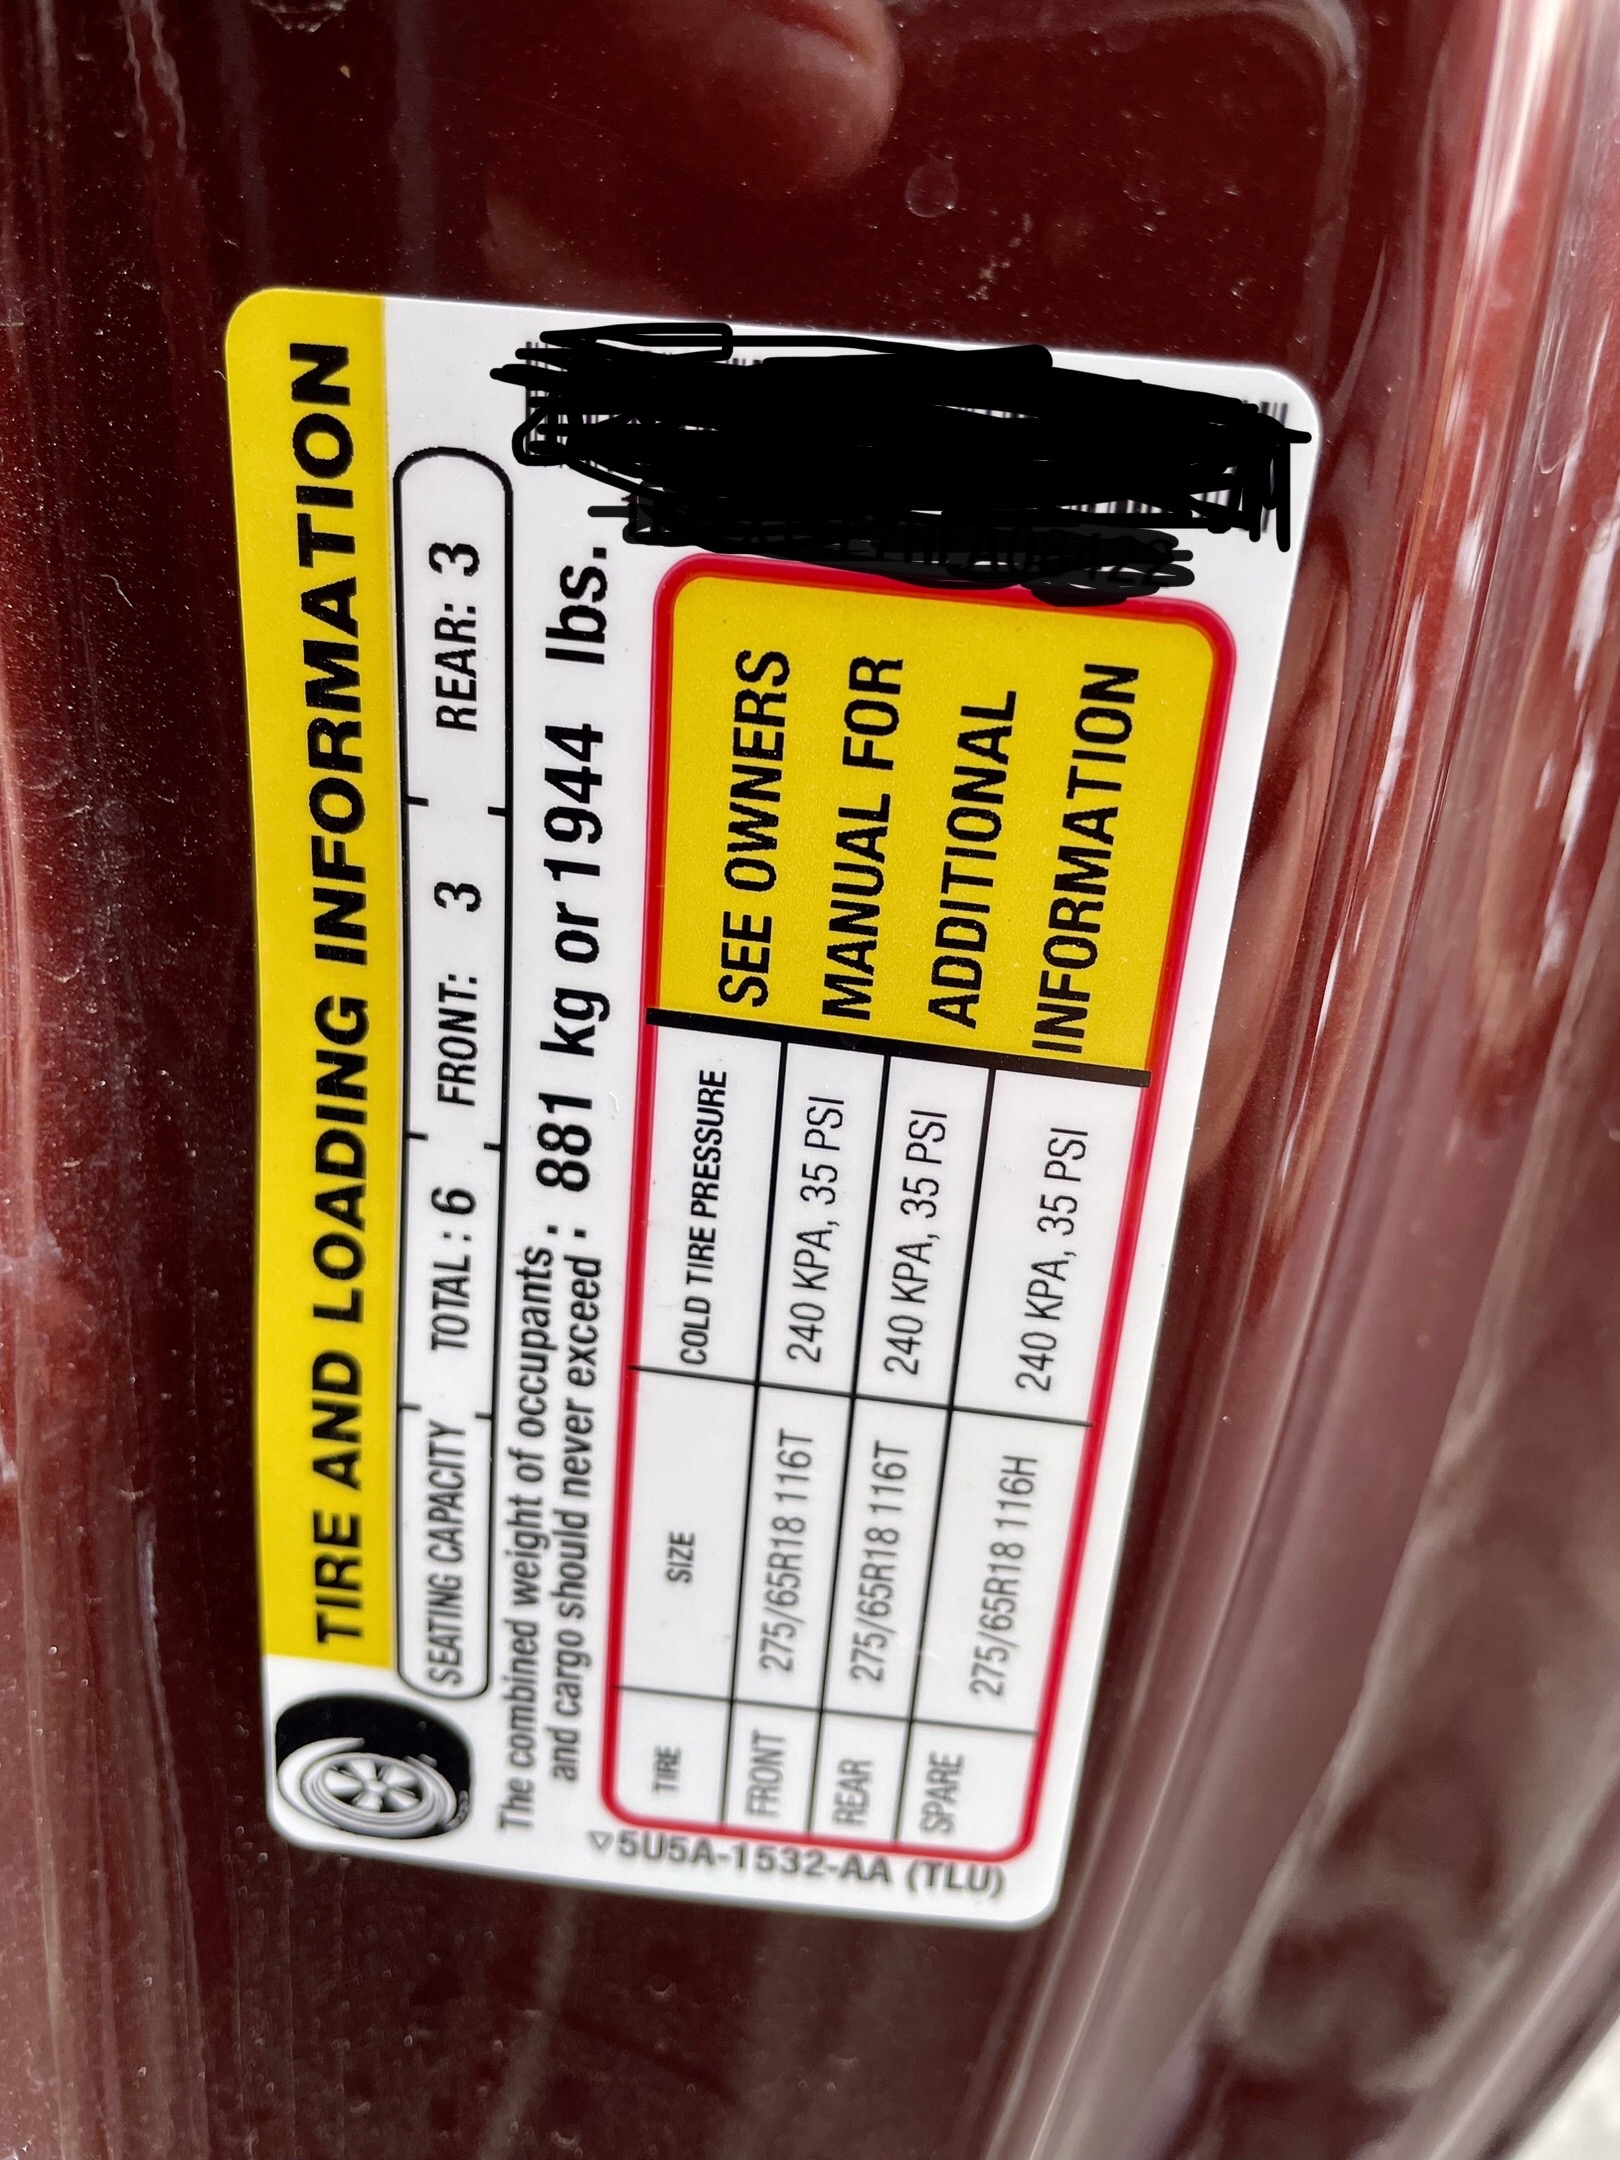 TIRE AND LOADING INFORMATION
SEATING CAPACITY TOTAL : 6 FRONT: 3 REAR: 3
The combined weight of occupants :
and cargo should never exceed : 881 kg or 1944 lbs.
TIRE SIZE COLD TIRE PRESSURE
FRONT 275/65R18 116T 240 KPA, 35 PSI
REAR 275/65R18 116T 240 KPA, 35 PSI
SPARE 275/65R18 116H 240 KPA, 35 PSI
SEE OWNERS
MANUAL FOR
ADDITIONAL
INFORMATION
▽5U5A-1532-AA (TLU)